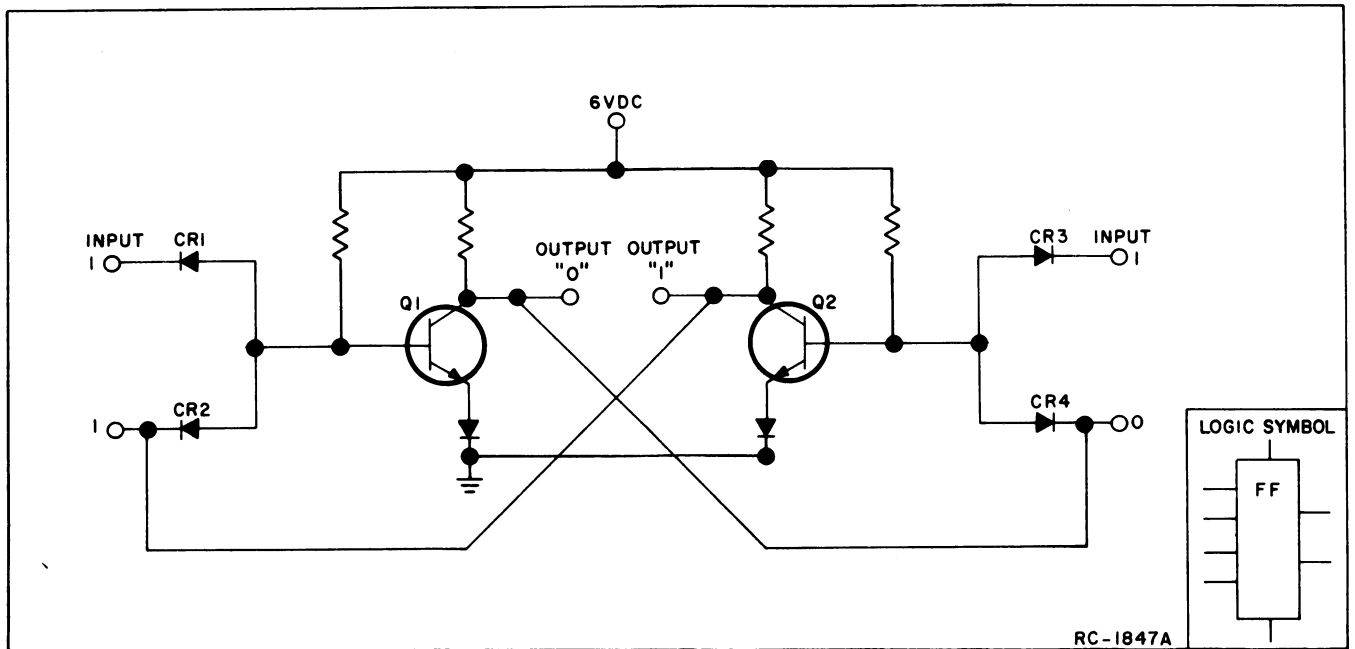 6VDC
INPUT
1
CR1
OUTPUT
"0"
OUTPUT
"1"
CR3
INPUT
1
Q1
Q2
1
CR2
CR4
0
LOGIC SYMBOL
FF
RC-1847A